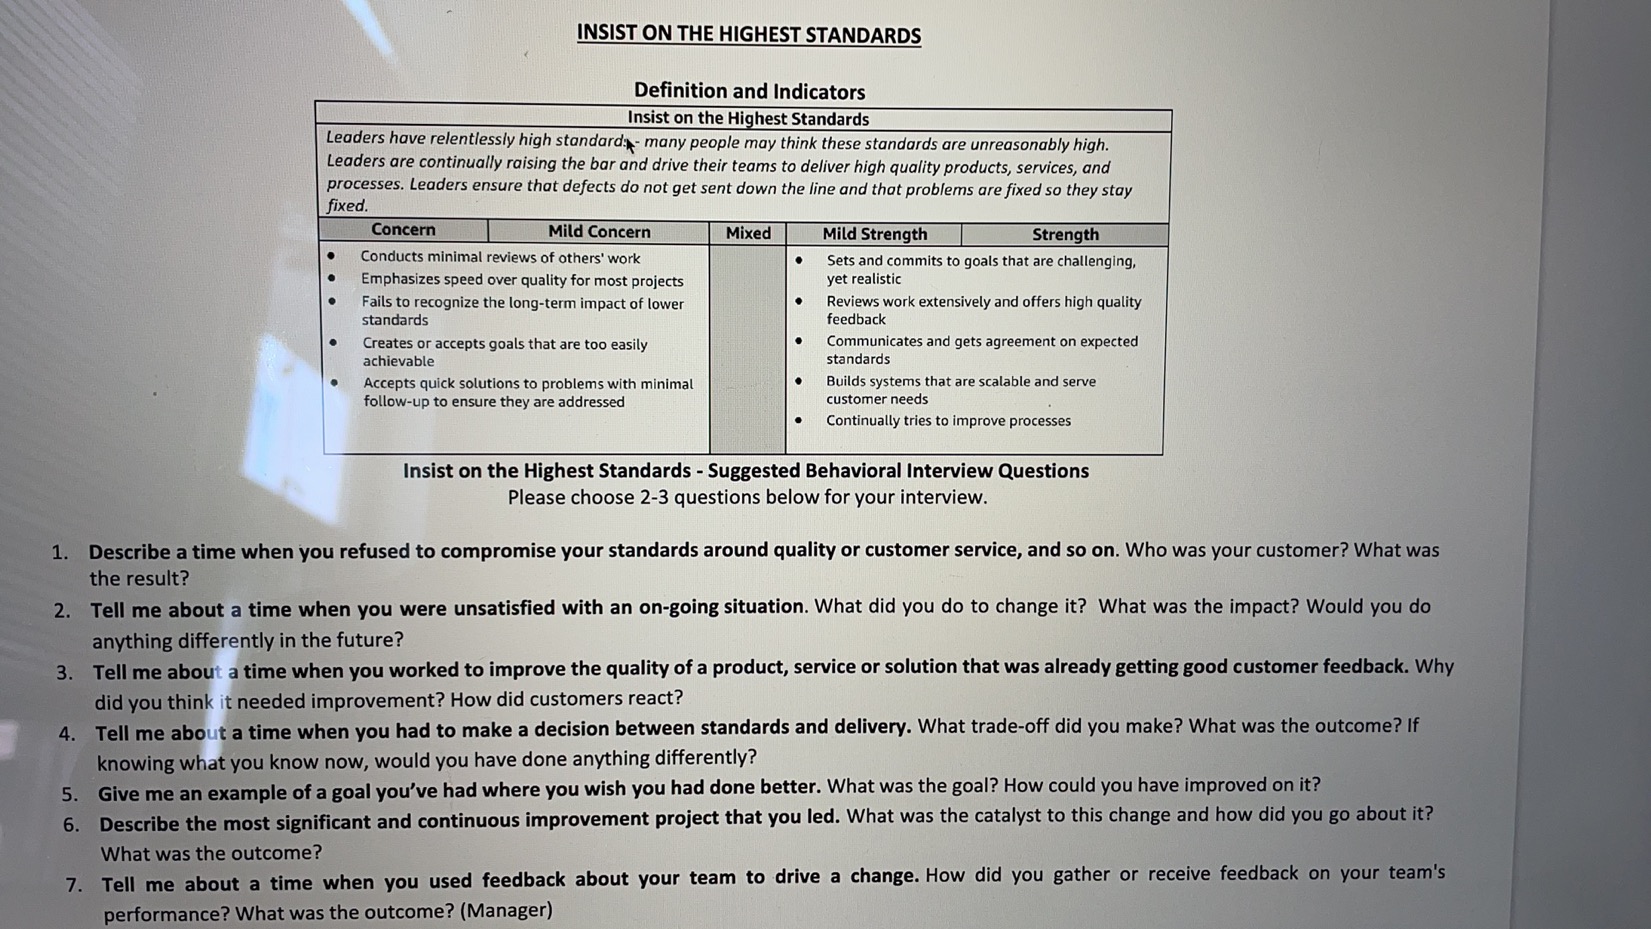 INSIST ON THE HIGHEST STANDARDS
Definition and Indicators
Insist on the Highest Standards
Leaders have relentlessly high standards - many people may think these standards are unreasonably high.
Leaders are continually raising the bar and drive their teams to deliver high quality products, services, and
processes. Leaders ensure that defects do not get sent down the line and that problems are fixed so they stay
fixed.
Concern Mild Concern Mixed Mild Strength Strength
• Conducts minimal reviews of others' work
• Emphasizes speed over quality for most projects
• Fails to recognize the long-term impact of lower
standards
• Creates or accepts goals that are too easily
achievable
• Accepts quick solutions to problems with minimal
follow-up to ensure they are addressed
• Sets and commits to goals that are challenging,
yet realistic
• Reviews work extensively and offers high quality
feedback
• Communicates and gets agreement on expected
standards
• Builds systems that are scalable and serve
customer needs
• Continually tries to improve processes
Insist on the Highest Standards - Suggested Behavioral Interview Questions
Please choose 2-3 questions below for your interview.
1. Describe a time when you refused to compromise your standards around quality or customer service, and so on. Who was your customer? What was
the result?
2. Tell me about a time when you were unsatisfied with an on-going situation. What did you do to change it? What was the impact? Would you do
anything differently in the future?
3. Tell me about a time when you worked to improve the quality of a product, service or solution that was already getting good customer feedback. Why
did you think it needed improvement? How did customers react?
4. Tell me about a time when you had to make a decision between standards and delivery. What trade-off did you make? What was the outcome? If
knowing what you know now, would you have done anything differently?
5. Give me an example of a goal you've had where you wish you had done better. What was the goal? How could you have improved on it?
6. Describe the most significant and continuous improvement project that you led. What was the catalyst to this change and how did you go about it?
What was the outcome?
7. Tell me about a time when you used feedback about your team to drive a change. How did you gather or receive feedback on your team's
performance? What was the outcome? (Manager)